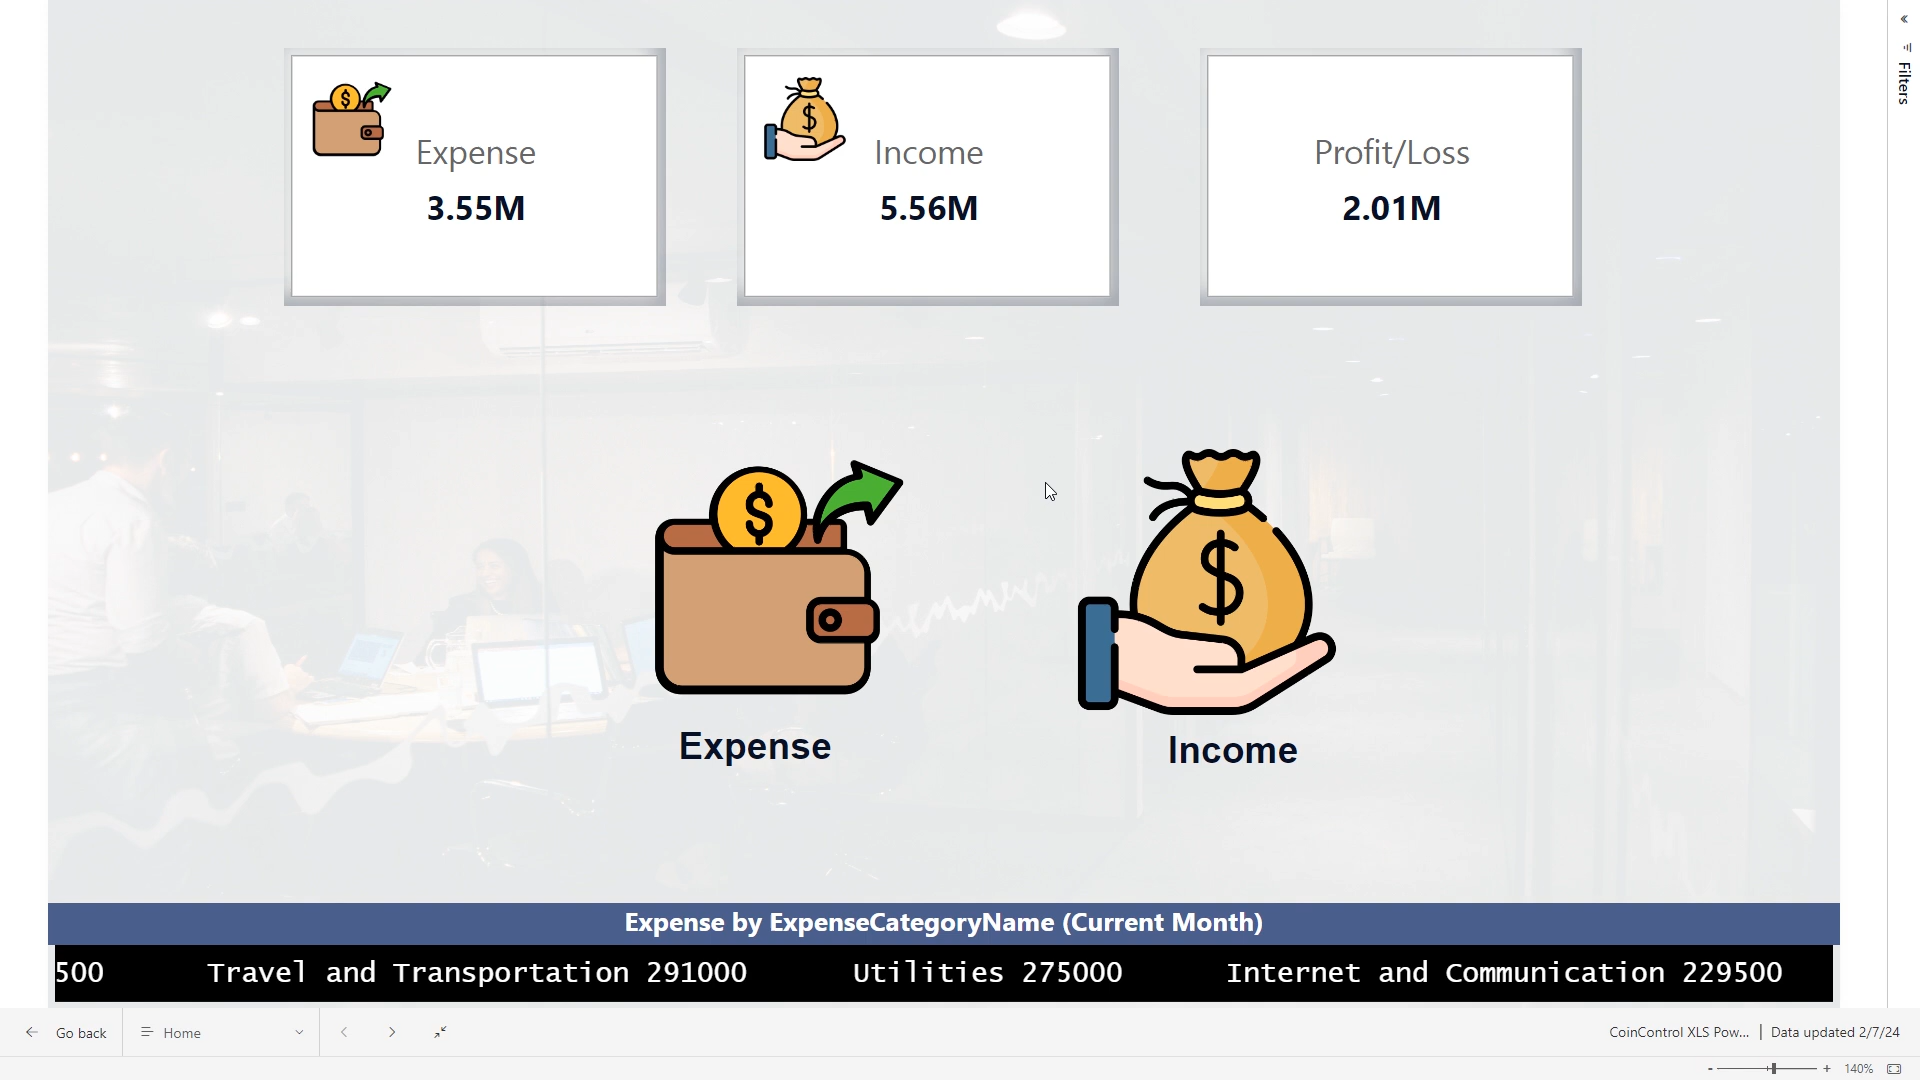 Expense
3.55M
Income
5.56M
Profit/Loss
2.01M
Filters
Expense
Income
Expense by ExpenseCategoryName (Current Month)
500 Travel and Transportation 291000 Utilities 275000 Internet and Communication 229500
Go back Home CoinControl XLS Pow... | Data updated 2/7/24
- + 140%